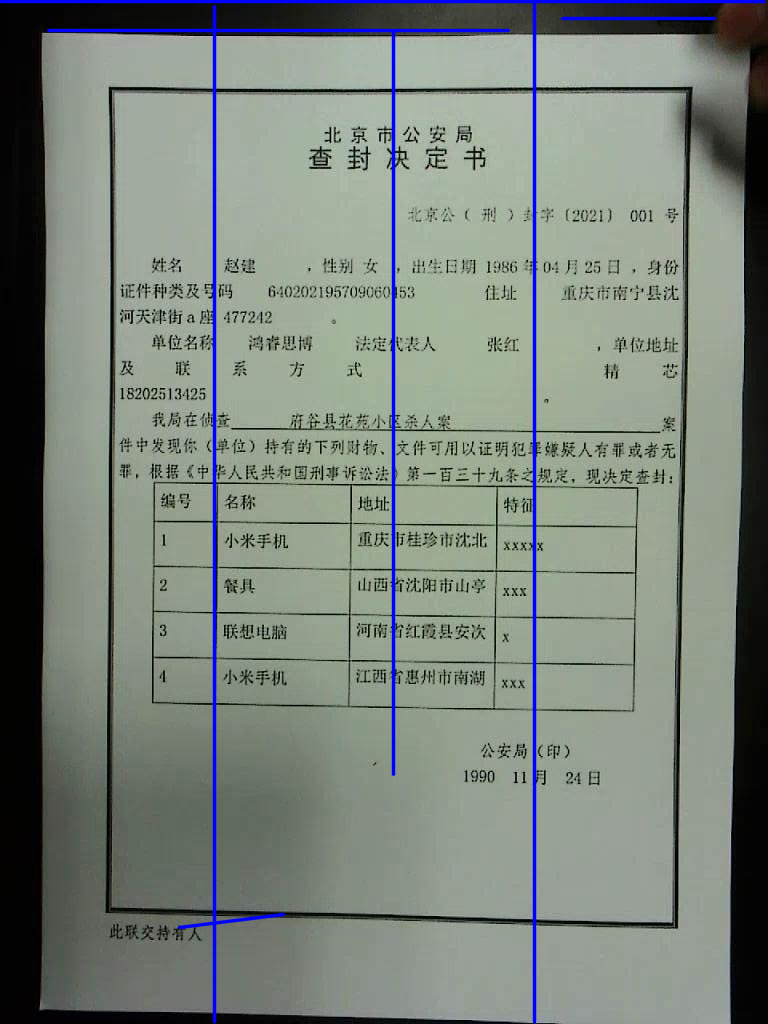 北京市公安局
查封决定书
北京公（刑）封字〔2021〕 001 号
姓名 赵建 ，性别 女 ，出生日期 1986 年 04 月 25 日 ，身份
证件种类及号码 640202195709060453 住址 重庆市南宁县沈
河天津街a座 477242 。
单位名称 鸿睿思博 法定代表人 张红 ，单位地址
及联系方式 精芯
18202513425 。
我局在侦查 府谷县花苑小区杀人案 案
件中发现你（单位）持有的下列财物、文件可用以证明犯罪嫌疑人有罪或者无
罪，根据《中华人民共和国刑事诉讼法》第一百三十九条之规定，现决定查封：
编号 名称 地址 特征
1 小米手机 重庆市桂珍市沈北 xxxxx
2 餐具 山西省沈阳市山亭 xxx
3 联想电脑 河南省红霞县安次 x
4 小米手机 江西省惠州市南湖 xxx
公安局（印）
1990 11 月 24 日
此联交持有人